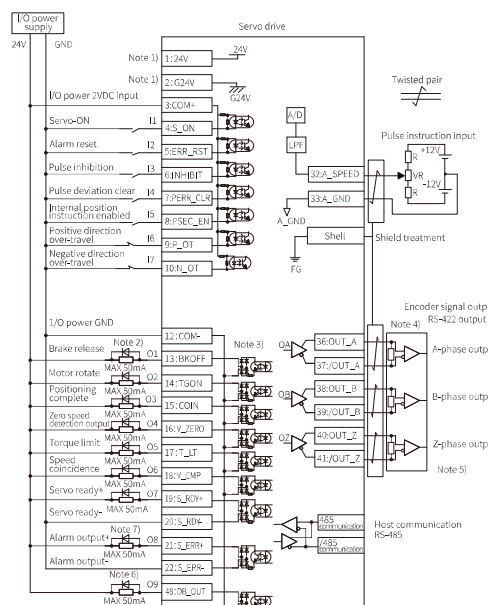 I/O power
supply
24V
GND
Servo drive
Note 1)
1:24V
24V
Note 1)
2:G24V
G24V
I/O power 2VDC input
3:COM+
Servo-ON
I1
4:S_ON
Alarm reset
I2
5:ERR_RST
Pulse inhibition
I3
6:INHIBIT
Pulse deviation clear
I4
7:PERR_CLR
Internal position
instruction enabled
I5
8:PSEC_EN
Positive direction
over-travel
I6
9:P_OT
Negative direction
over-travel
I7
10:N_OT
A/D
LPF
32:A_SPEED
33:A_GND
A_GND
Shell
FG
Shield treatment
Twisted pair
Pulse instruction input
+12V
R
VR
-12V
R
1/O power GND
12:COM-
Brake release
Note 2)
O1
MAX 50mA
13:BKOFF
Note 3)
Motor rotate
O2
MAX 50mA
14:TGON
Positioning
complete
O3
MAX 50mA
15:COIN
Zero speed
detection output
O4
MAX 50mA
16:V_ZERO
Torque limit
O5
MAX 50mA
17:T_LT
Speed
coincidence
O6
MAX 50mA
18:V_CMP
Servo ready+
O7
MAX 50mA
19:S_RDY+
Servo ready-
20:S_RDY-
Alarm output+
Note 7)
O8
MAX 50mA
21:S_ERR+
Alarm output-
22:S_ERR-
Note 6)
O9
MAX 50mA
49:DB_OUT
Encoder signal outp
RS-422 output
Note 4)
OA
36:OUT_A
37:/OUT_A
A-phase outp
OB
38:OUT_B
39:/OUT_B
B-phase outp
OZ
40:OUT_Z
41:/OUT_Z
Z-phase outp
Note 5)
485
communication
/485
communication
Host communication
RS-485